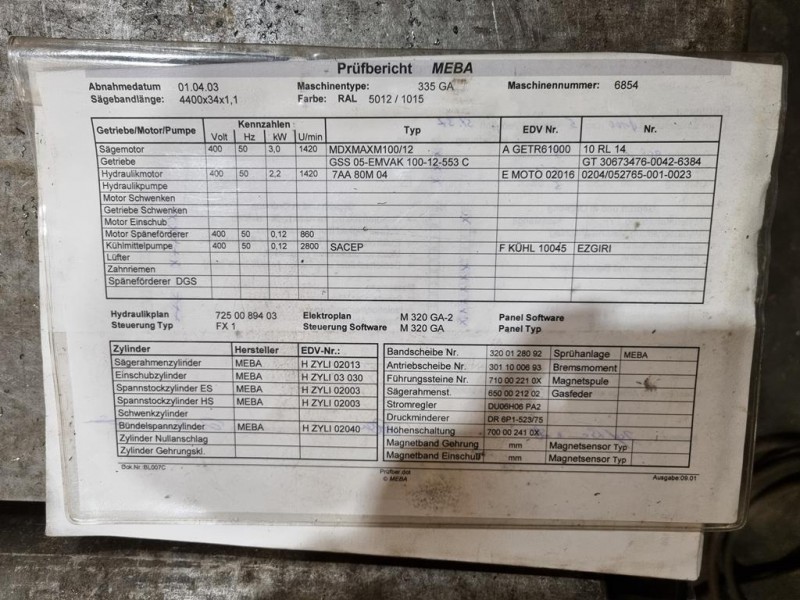 Prüfbericht MEBA
Abnahmedatum 01.04.03 Maschinentype: 335 GA Maschinennummer: 6854
Sägebandlänge: 4400x34x1,1 Farbe: RAL 5012 / 1015
Getriebe/Motor/Pumpe Kennzahlen Typ EDV Nr. Nr.
Volt Hz kW U/min
Sägemotor 400 50 3,0 1420 MDXMAXM100/12 A GETR61000 10 RL 14
Getriebe GSS 05-EMVAK 100-12-553 C GT 30673476-0042-6384
Hydraulikmotor 400 50 2,2 1420 7AA 80M 04 E MOTO 02016 0204/052765-001-0023
Hydraulikpumpe
Motor Schwenken
Getriebe Schwenken
Motor Einschub
Motor Späneförderer 400 50 0,12 860
Kühlmittelpumpe 400 50 0,12 2800 SACEP F KÜHL 10045 EZGIRI
Lüfter
Zahnriemen
Späneförderer DGS
Hydraulikplan 725 00 894 03 Elektroplan M 320 GA-2 Panel Software
Steuerung Typ FX 1 Steuerung Software M 320 GA Panel Typ
Zylinder Hersteller EDV-Nr.: Bandscheibe Nr. 320 01 280 92 Sprühanlage MEBA
Sägerahmenzylinder MEBA H ZYLI 02013 Antriebscheibe Nr. 301 10 006 93 Bremsmoment
Einschubzylinder MEBA H ZYLI 03 030 Führungssteine Nr. 710 00 221 0X Magnetspule
Spannstockzylinder ES MEBA H ZYLI 02003 Sägerahmenst. 650 00 212 02 Gasfeder
Spannstockzylinder HS MEBA H ZYLI 02003 Stromregler DU06H06 PA2
Schwenkzylinder Druckminderer DR 6P1-523/75
Bündelspannzylinder MEBA H ZYLI 02040 Höhenschaltung 700 00 241 0X
Zylinder Nullanschlag Magnetband Gehrung mm Magnetsensor Typ
Zylinder Gehrungskl. Magnetband Einschub mm Magnetsensor Typ
Dok.Nr. BL007C Prüfber.dot Ausgabe:09.01
© MEBA